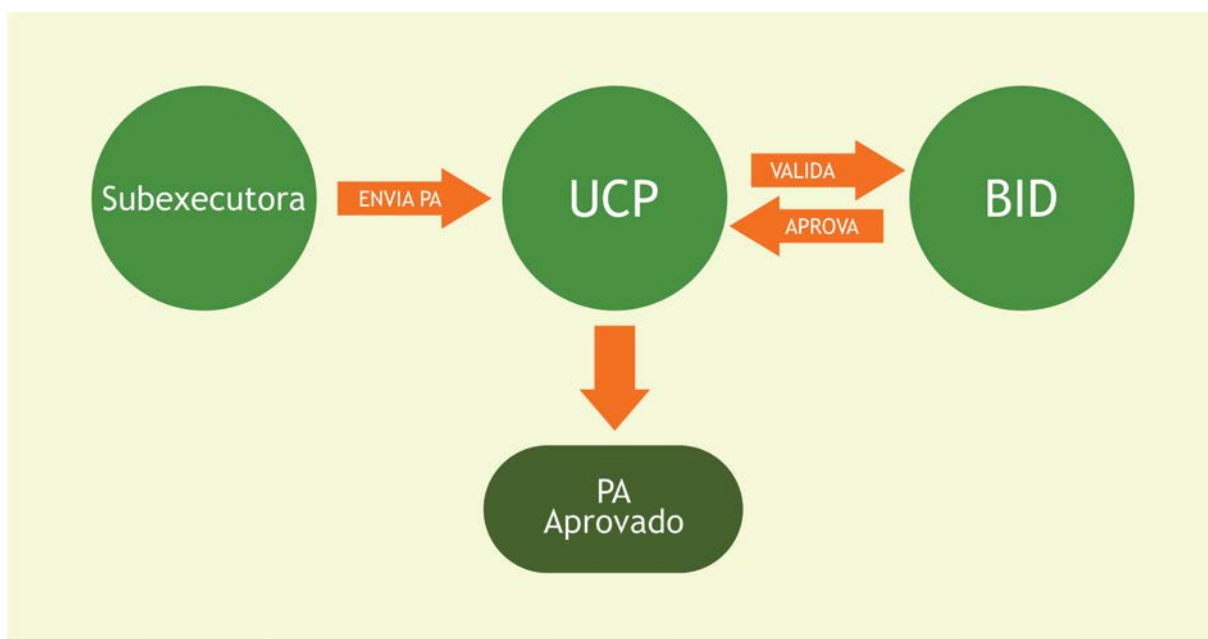 Subexecutora
ENVIA PA
UCP
VALIDA
APROVA
BID
PA
Aprovado